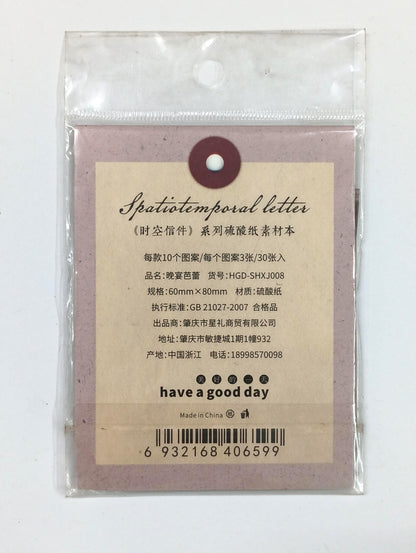 Spatiotemporal letter
《时空信件》系列硫酸纸素材本
每款10个图案/每个图案3张/30张入
品名:晚宴芭蕾 货号:HGD-SHXJ008
规格:60mm×80mm 材质:硫酸纸
执行标准:GB 21027-2007 合格品
出品商:肇庆市星礼商贸有限公司
地址:肇庆市敏捷城1期1幢932
产地:中国浙江 电话:18998570098
美好的一天
have a good day
Made in China
6 932168 406599